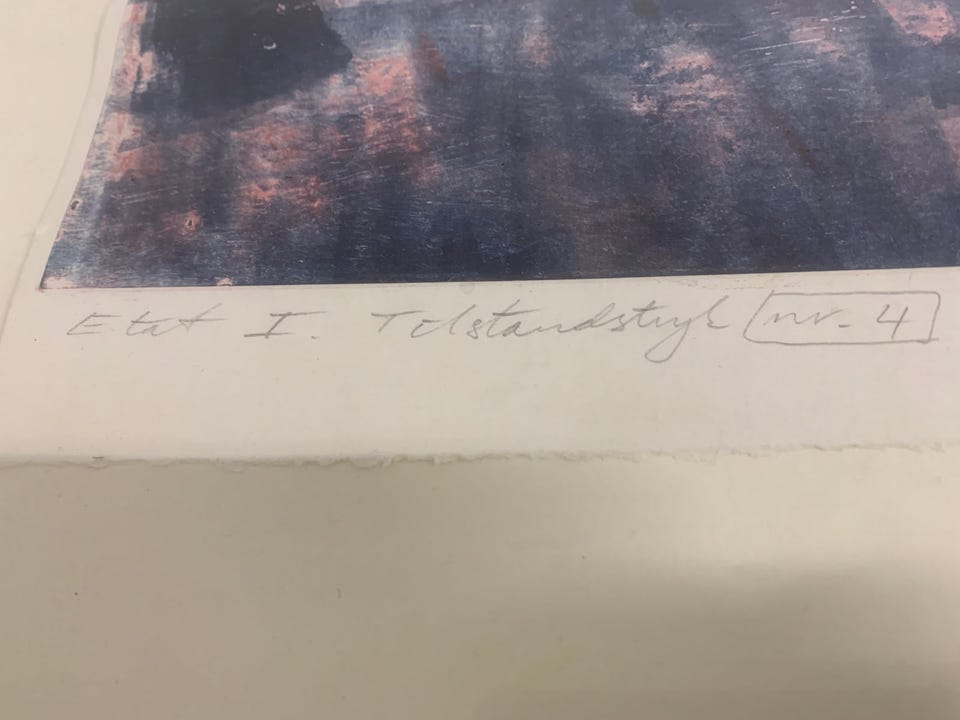 Etat I. Tilstandstryk nr. 4